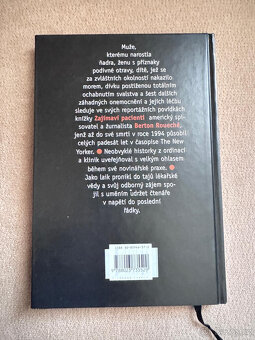 Muže,
kterému narostla
ňadra, ženu s příznaky
podivné otravy, dítě, jež se
za zvláštních okolností nakazilo
morem, dívku postiženou totálním
ochabnutím svalstva a šest dalších
záhadných onemocnění a jejich léčbu
sleduje ve svých reportážních povídkách
knížky Zajímaví pacienti americký spi-
sovatel a žurnalista Berton Roueché,
jenž až do své smrti v roce 1994 působil
celých padesát let v časopise The New
Yorker. Neobvyklé historky z ordinací
a klinik uveřejňoval s velkým ohlasem
během své novinářské praxe.
Jako laik pronikl do tajů lékařské
vědy a svůj odborný zájem spo-
jil s uměním udržet čtenáře
v napětí do poslední
řádky.